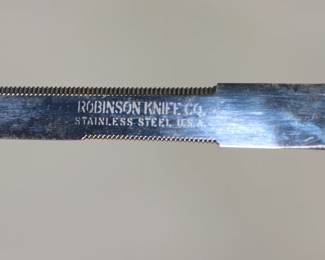 ROBINSON KNIFE CO.
STAINLESS STEEL U.S.A.